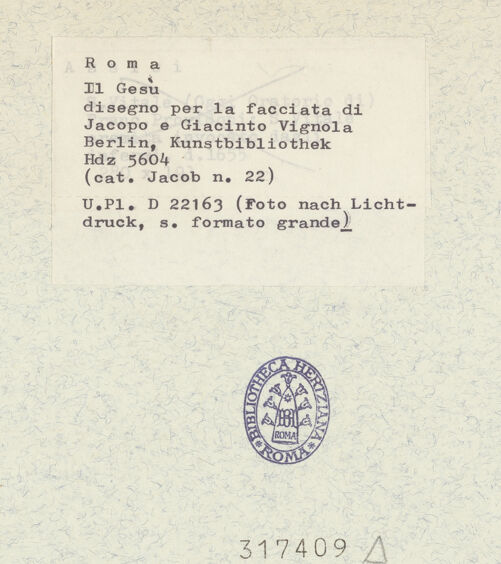 Roma
Il Gesù
disegno per la facciata di
Jacopo e Giacinto Vignola
Berlin, Kunstbibliothek
Hdz 5604
(cat. Jacob n. 22)
U.Pl. D 22163 (Foto nach Licht-
druck, s. formato grande)
BIBLIOTHECA HERTZIANA
ROMA
*ROMA*
317409 Δ